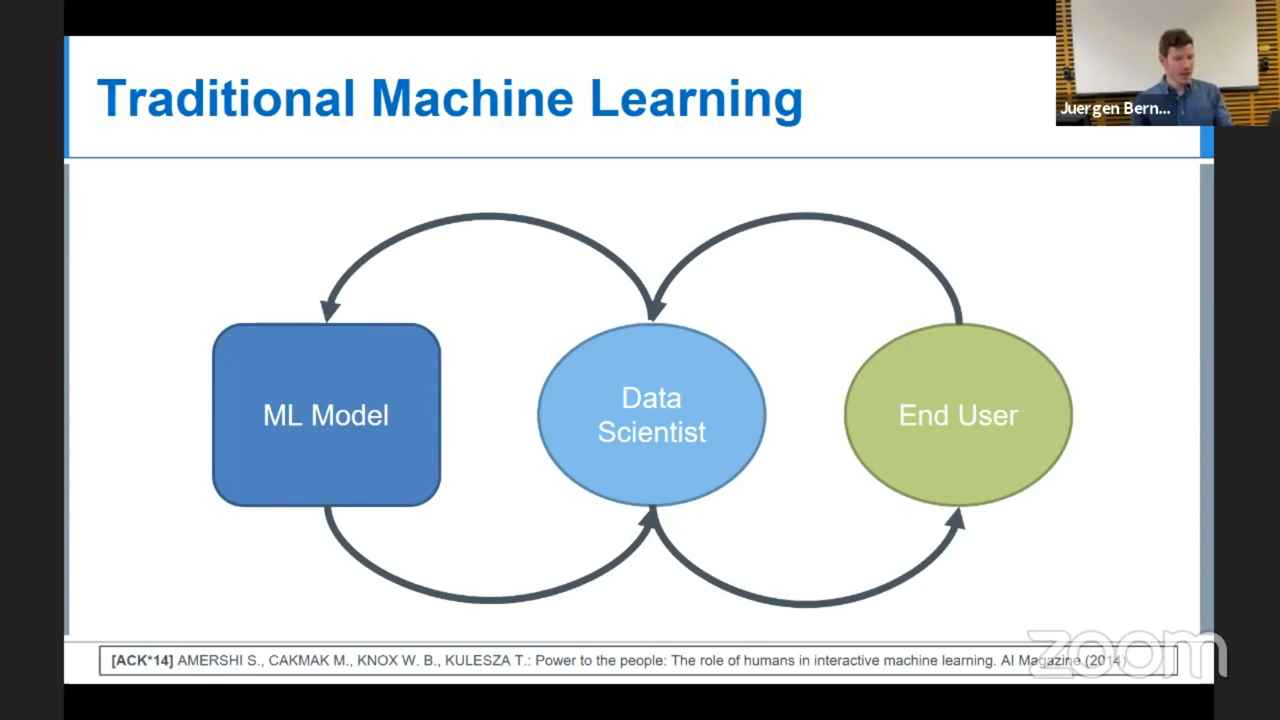 Traditional Machine Learning
Juergen Bern...
ML Model
Data
Scientist
End User
[ACK*14] AMERSHI S., CAKMAK M., KNOX W. B., KULESZA T.: Power to the people: The role of humans in interactive machine learning. AI Magazine (2014)
zoom